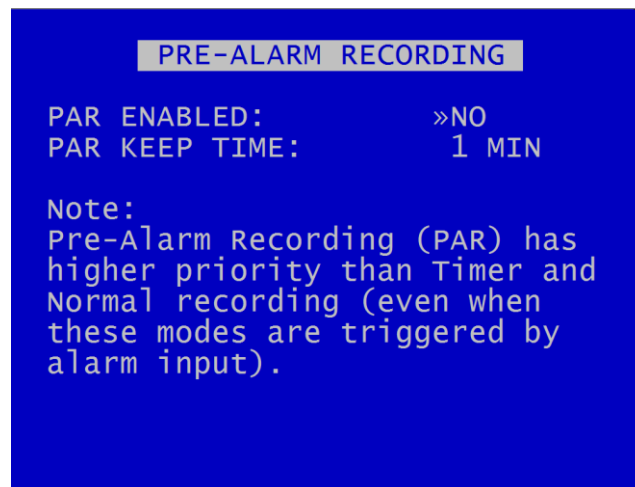 PRE-ALARM RECORDING
PAR ENABLED: »NO
PAR KEEP TIME: 1 MIN
Note:
Pre-Alarm Recording (PAR) has
higher priority than Timer and
Normal recording (even when
these modes are triggered by
alarm input).